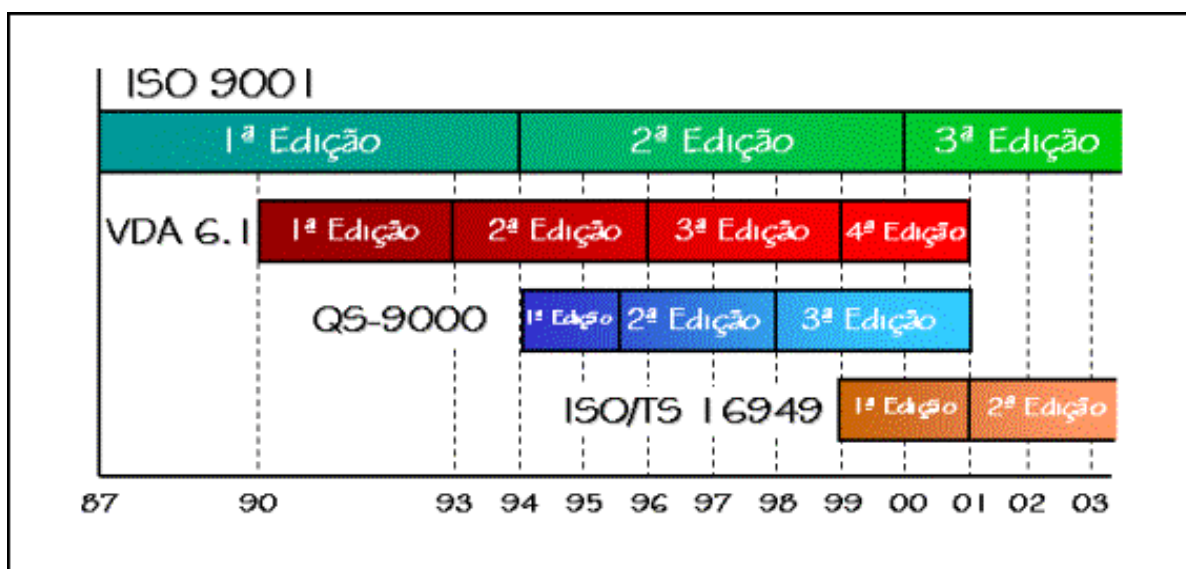 ISO 9001
1ª Edição 2ª Edição 3ª Edição
VDA 6.1 1ª Edição 2ª Edição 3ª Edição 4ª Edição
QS-9000 1ª Edição 2ª Edição 3ª Edição
ISO/TS 16949 1ª Edição 2ª Edição
87 90 93 94 95 96 97 98 99 00 01 02 03